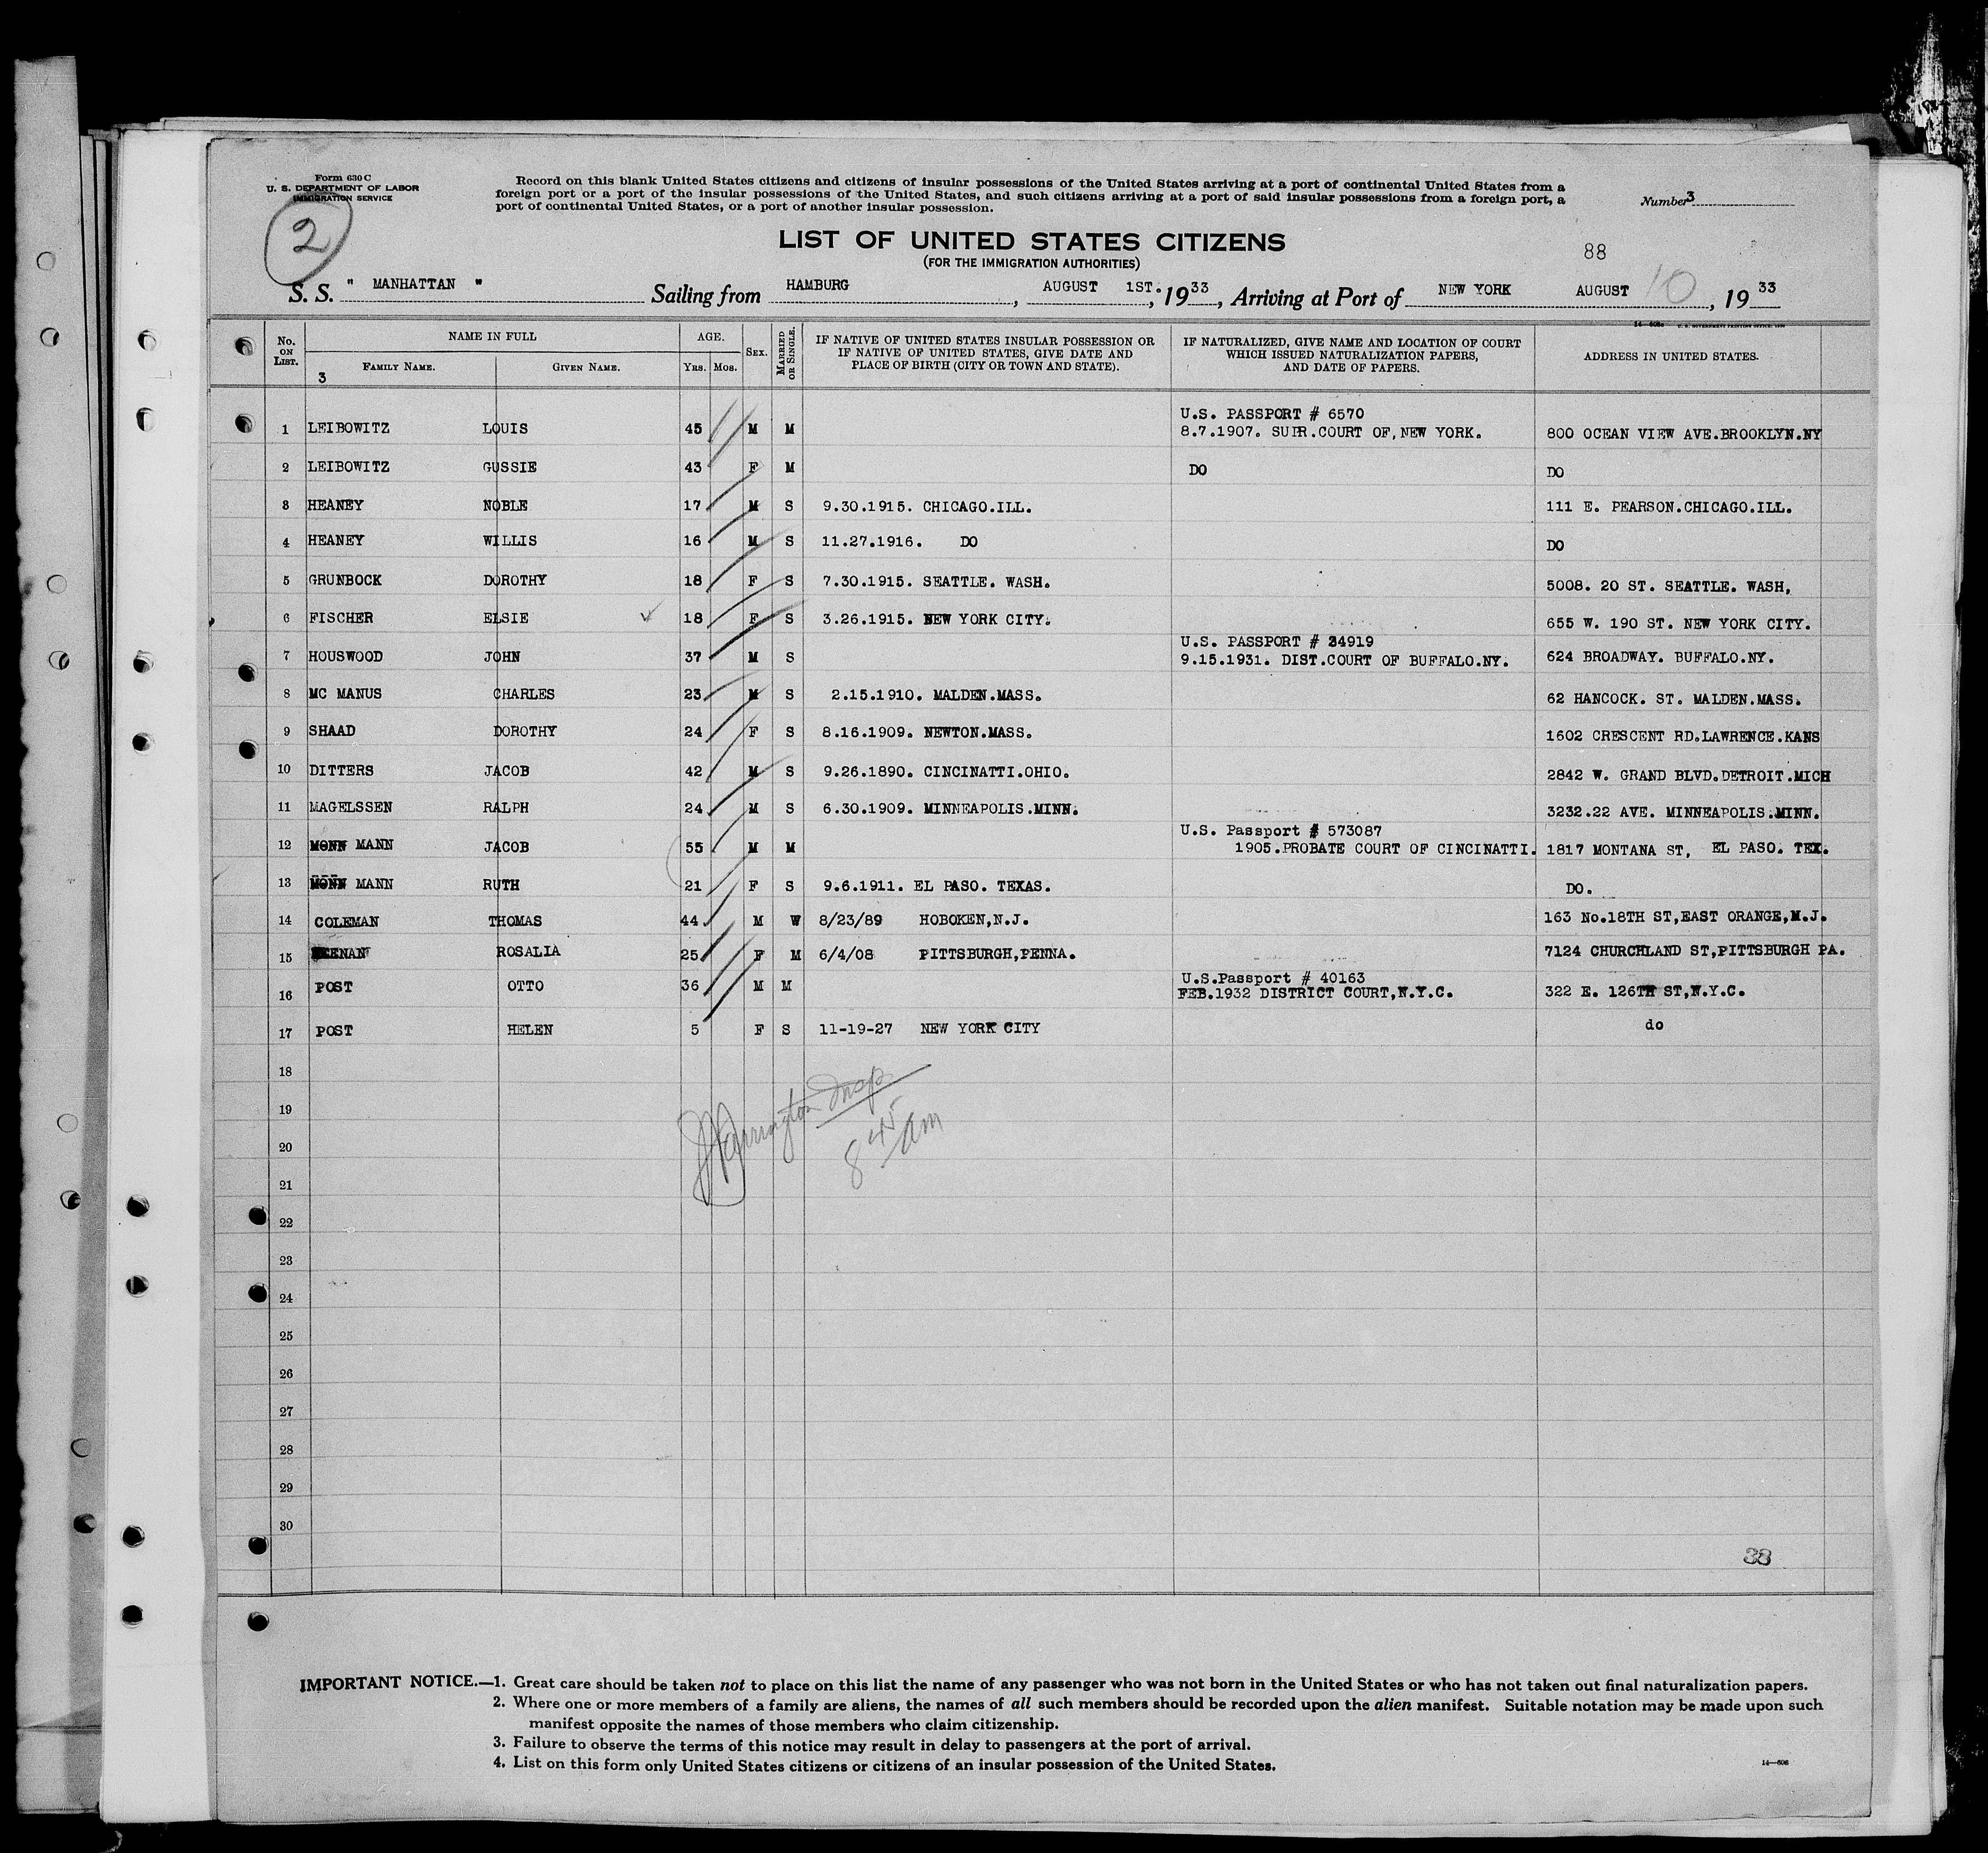 Form 630 C
U. S. DEPARTMENT OF LABOR
IMMIGRATION SERVICE
2
Record on this blank United States citizens and citizens of insular possessions of the United States arriving at a port of continental United States from a
foreign port or a port of the insular possessions of the United States, and such citizens arriving at a port of said insular possessions from a foreign port, a
port of continental United States, or a port of another insular possession.
Number 3
LIST OF UNITED STATES CITIZENS
(FOR THE IMMIGRATION AUTHORITIES)
88
S. S. " MANHATTAN " Sailing from HAMBURG, AUGUST 1ST., 1933, Arriving at Port of NEW YORK AUGUST 10, 1933
No. ON LIST. NAME IN FULL AGE. SEX. MARRIED OR SINGLE. IF NATIVE OF UNITED STATES INSULAR POSSESSION OR IF NATIVE OF UNITED STATES, GIVE DATE AND PLACE OF BIRTH (CITY OR TOWN AND STATE). IF NATURALIZED, GIVE NAME AND LOCATION OF COURT WHICH ISSUED NATURALIZATION PAPERS, AND DATE OF PAPERS. ADDRESS IN UNITED STATES.
3 FAMILY NAME. GIVEN NAME. YRS. MOS.
U.S. PASSPORT # 6570
1 LEIBOWITZ LOUIS 45 M M 8.7.1907. SUPR.COURT OF, NEW YORK. 800 OCEAN VIEW AVE.BROOKLYN.NY
2 LEIBOWITZ GUSSIE 43 F M DO DO
3 HEANEY NOBLE 17 M S 9.30.1915. CHICAGO.ILL. 111 E. PEARSON.CHICAGO.ILL.
4 HEANEY WILLIS 16 M S 11.27.1916. DO DO
5 GRUNBOCK DOROTHY 18 F S 7.30.1915. SEATTLE. WASH. 5008. 20 ST. SEATTLE. WASH,
6 FISCHER ELSIE 18 F S 3.26.1915. NEW YORK CITY. 655 W. 190 ST. NEW YORK CITY.
U.S. PASSPORT # 34919
7 HOUSWOOD JOHN 37 M S 9.15.1931. DIST.COURT OF BUFFALO.NY. 624 BROADWAY. BUFFALO.NY.
8 MC MANUS CHARLES 23 M S 2.15.1910. MALDEN.MASS. 62 HANCOCK. ST. MALDEN.MASS.
9 SHAAD DOROTHY 24 F S 8.16.1909. NEWTON.MASS. 1602 CRESCENT RD.LAWRENCE.KANS
10 DITTERS JACOB 42 M S 9.26.1890. CINCINATTI.OHIO. 2842 W. GRAND BLVD.DETROIT.MICH
11 MAGELSSEN RALPH 24 M S 6.30.1909. MINNEAPOLIS.MINN. 3232.22 AVE. MINNEAPOLIS.MINN.
U.S. Passport # 573087
12 MANN JACOB 55 M M 1905.PROBATE COURT OF CINCINATTI. 1817 MONTANA ST, EL PASO. TEX.
13 MANN RUTH 21 F S 9.6.1911. EL PASO. TEXAS. DO.
14 COLEMAN THOMAS 44 M W 8/23/89 HOBOKEN,N.J. 163 No.18TH ST,EAST ORANGE,N.J.
15 ROSALIA 25 F M 6/4/08 PITTSBURGH,PENNA. 7124 CHURCHLAND ST,PITTSBURGH PA.
U.S.Passport # 40163
16 POST OTTO 36 M M FEB.1932 DISTRICT COURT,N.Y.C. 322 E. 126TH ST,N.Y.C.
17 POST HELEN 5 F S 11-19-27 NEW YORK CITY do
18
19
Harrington Insp
20
8 45 am
21
22
23
24
25
26
27
28
29
30
IMPORTANT NOTICE.—1. Great care should be taken not to place on this list the name of any passenger who was not born in the United States or who has not taken out final naturalization papers.
2. Where one or more members of a family are aliens, the names of all such members should be recorded upon the alien manifest. Suitable notation may be made upon such
manifest opposite the names of those members who claim citizenship.
3. Failure to observe the terms of this notice may result in delay to passengers at the port of arrival.
4. List on this form only United States citizens or citizens of an insular possession of the United States.